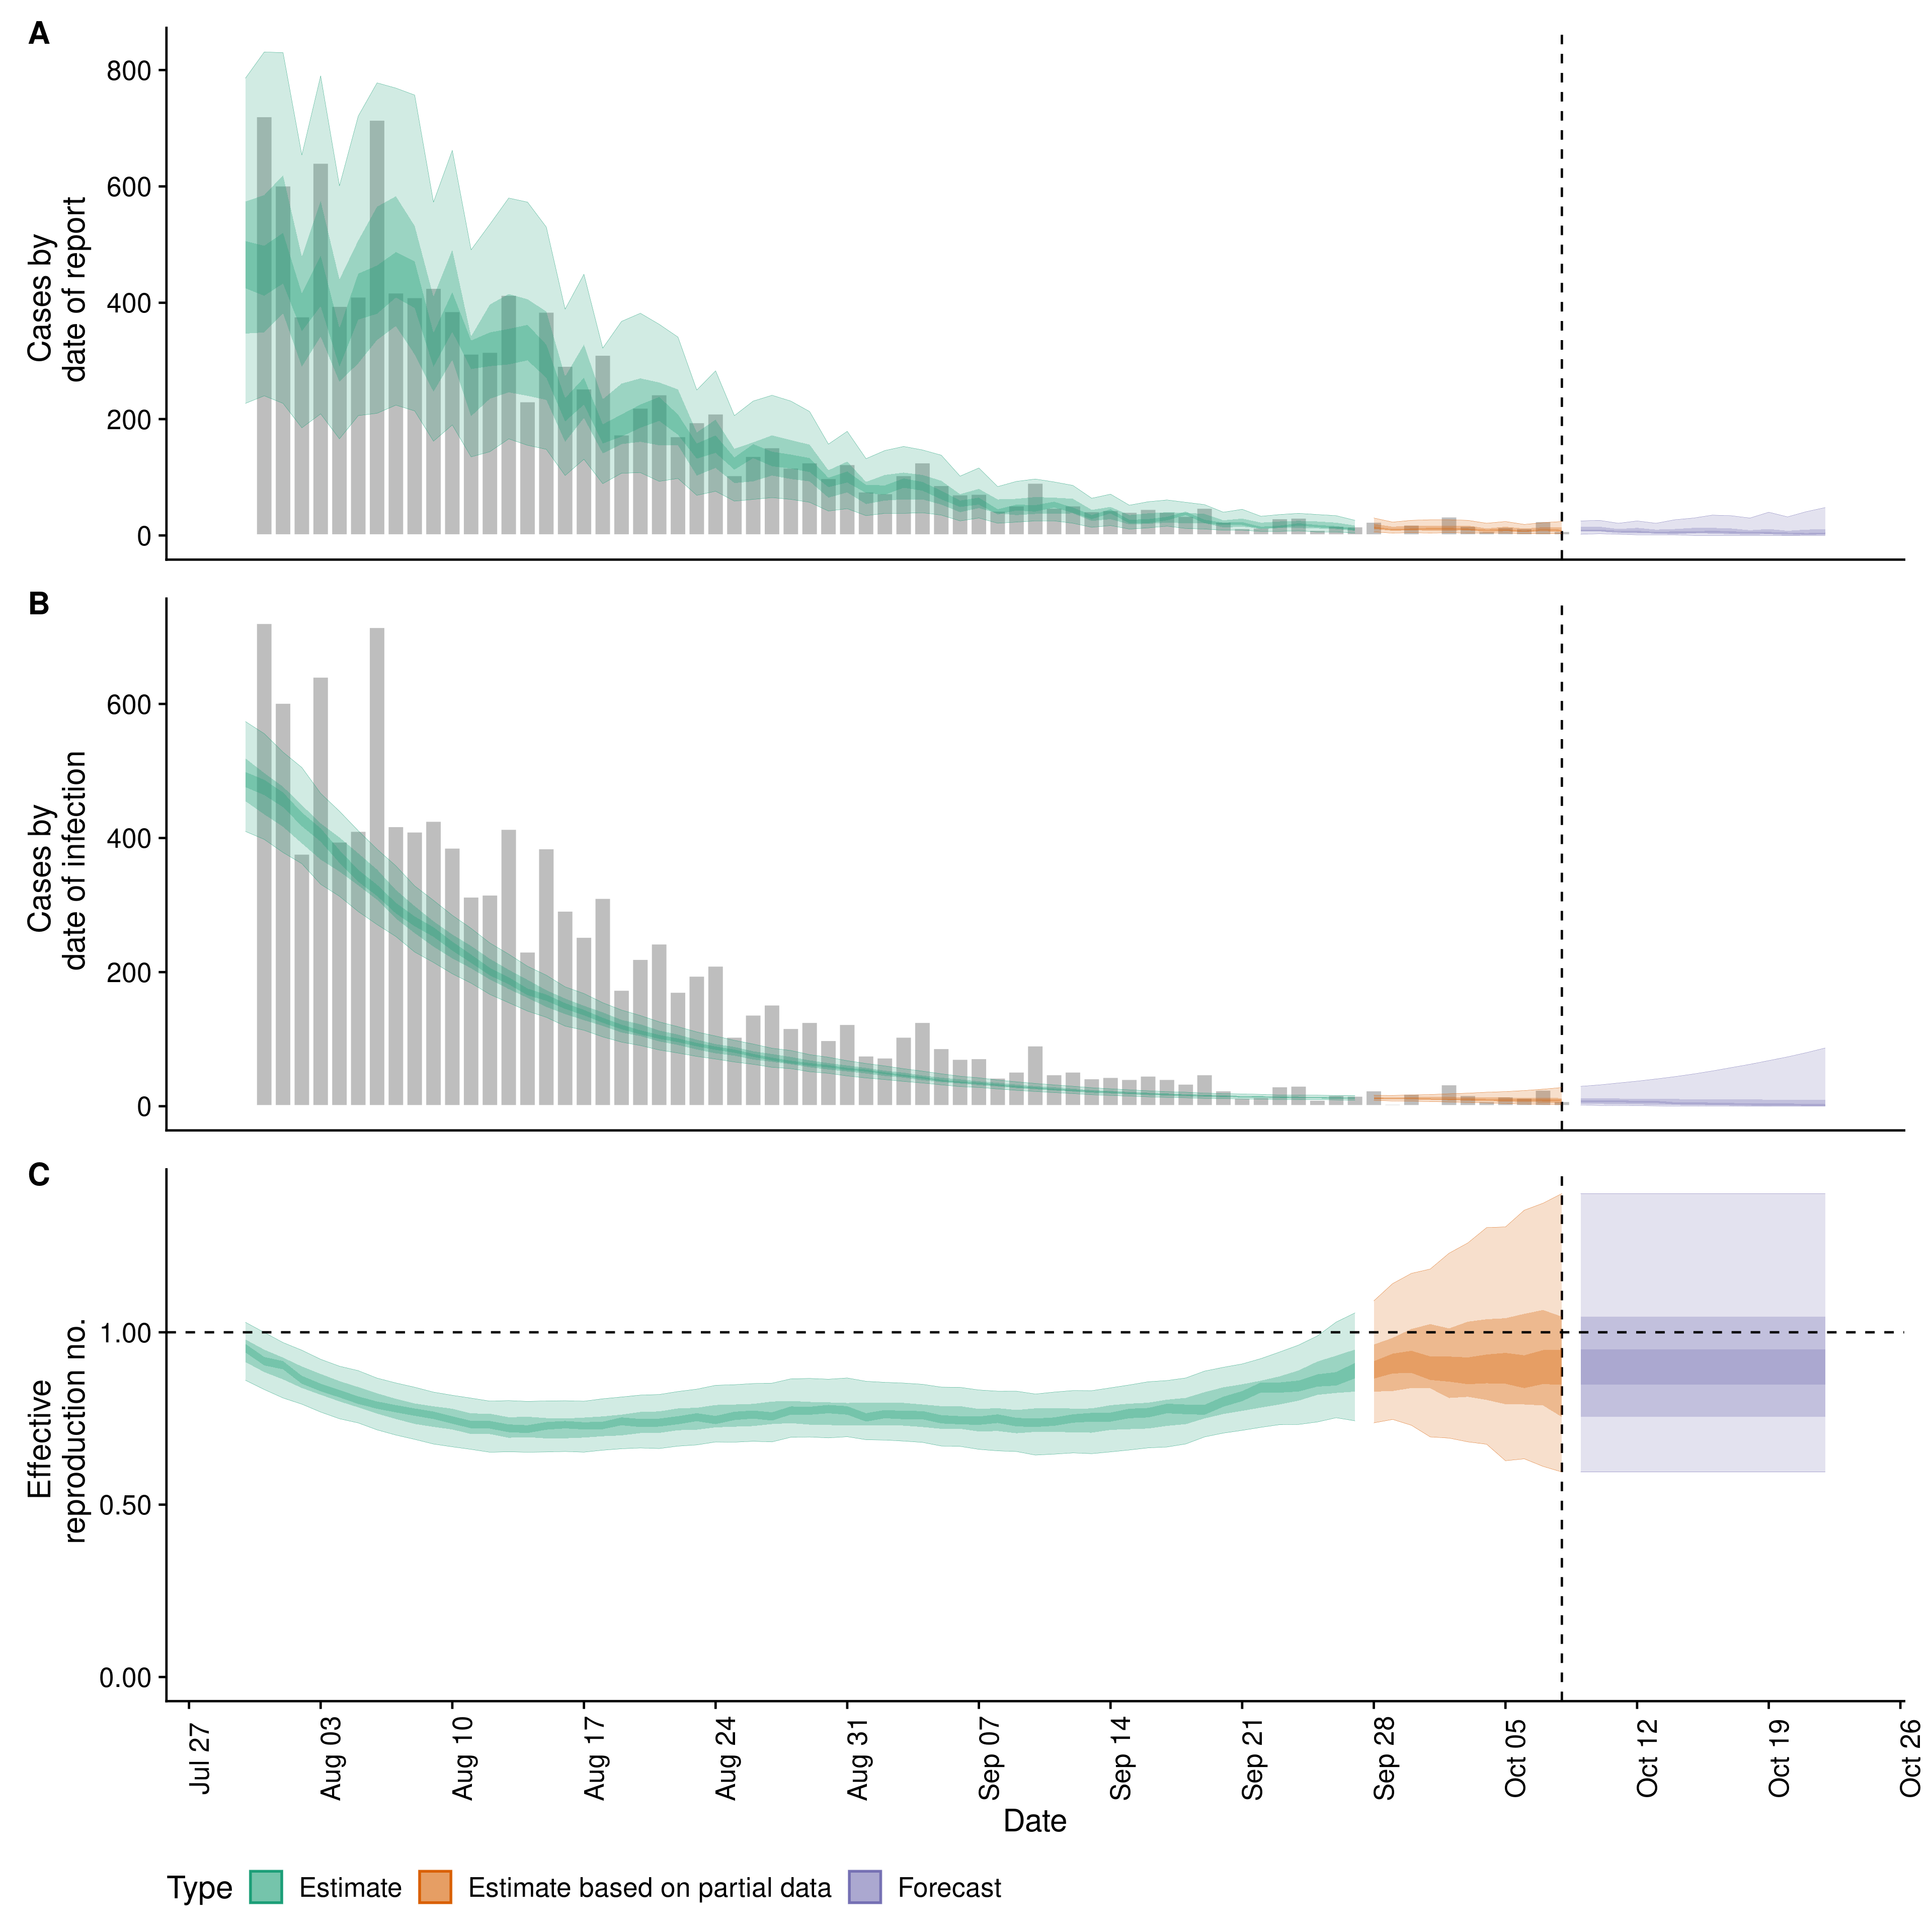 A
Cases by
date of report
800
600
400
200
0
B
Cases by
date of infection
600
400
200
0
C
Effective
reproduction no.
1.00
0.50
0.00
Jul 27
Aug 03
Aug 10
Aug 17
Aug 24
Aug 31
Sep 07
Sep 14
Sep 21
Sep 28
Oct 05
Oct 12
Oct 19
Oct 26
Date
Type Estimate Estimate based on partial data Forecast